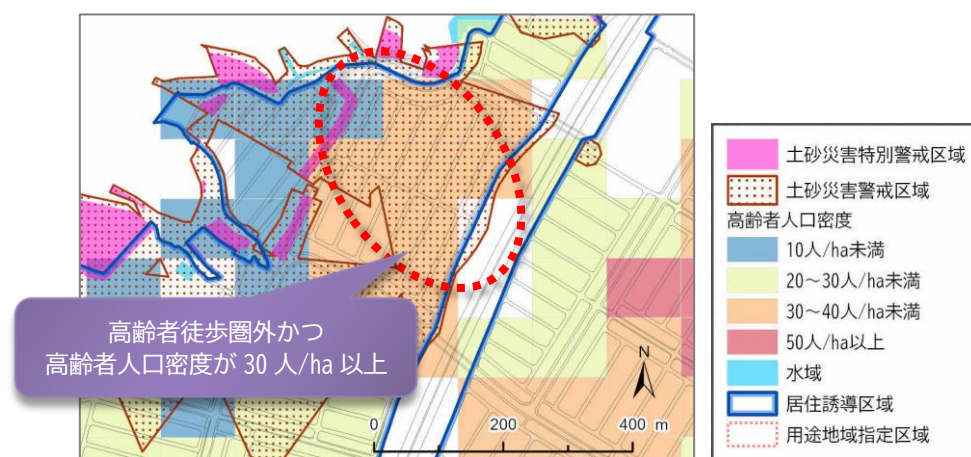 高齢者徒歩圏外かつ
高齢者人口密度が 30 人/ha 以上
N
0 200 400 m
土砂災害特別警戒区域
土砂災害警戒区域
高齢者人口密度
10人/ha未満
20～30人/ha未満
30～40人/ha未満
50人/ha以上
水域
居住誘導区域
用途地域指定区域